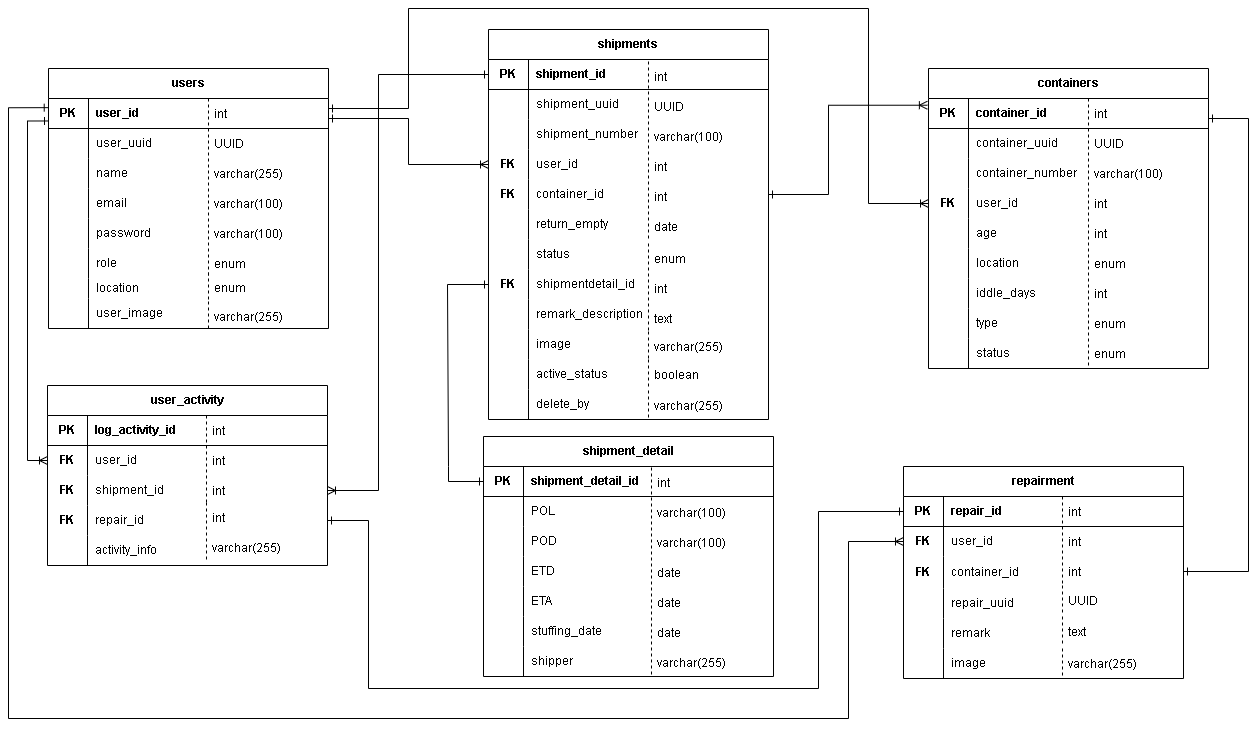 users
PK user_id int
user_uuid UUID
name varchar(255)
email varchar(100)
password varchar(100)
role enum
location enum
user_image varchar(255)
shipments
PK shipment_id int
shipment_uuid UUID
shipment_number varchar(100)
FK user_id int
FK container_id int
return_empty date
status enum
FK shipmentdetail_id int
remark_description text
image varchar(255)
active_status boolean
delete_by varchar(255)
containers
PK container_id int
container_uuid UUID
container_number varchar(100)
FK user_id int
age int
location enum
iddle_days int
type enum
status enum
user_activity
PK log_activity_id int
FK user_id int
FK shipment_id int
FK repair_id int
activity_info varchar(255)
shipment_detail
PK shipment_detail_id int
POL varchar(100)
POD varchar(100)
ETD date
ETA date
stuffing_date date
shipper varchar(255)
repairment
PK repair_id int
FK user_id int
FK container_id int
repair_uuid UUID
remark text
image varchar(255)